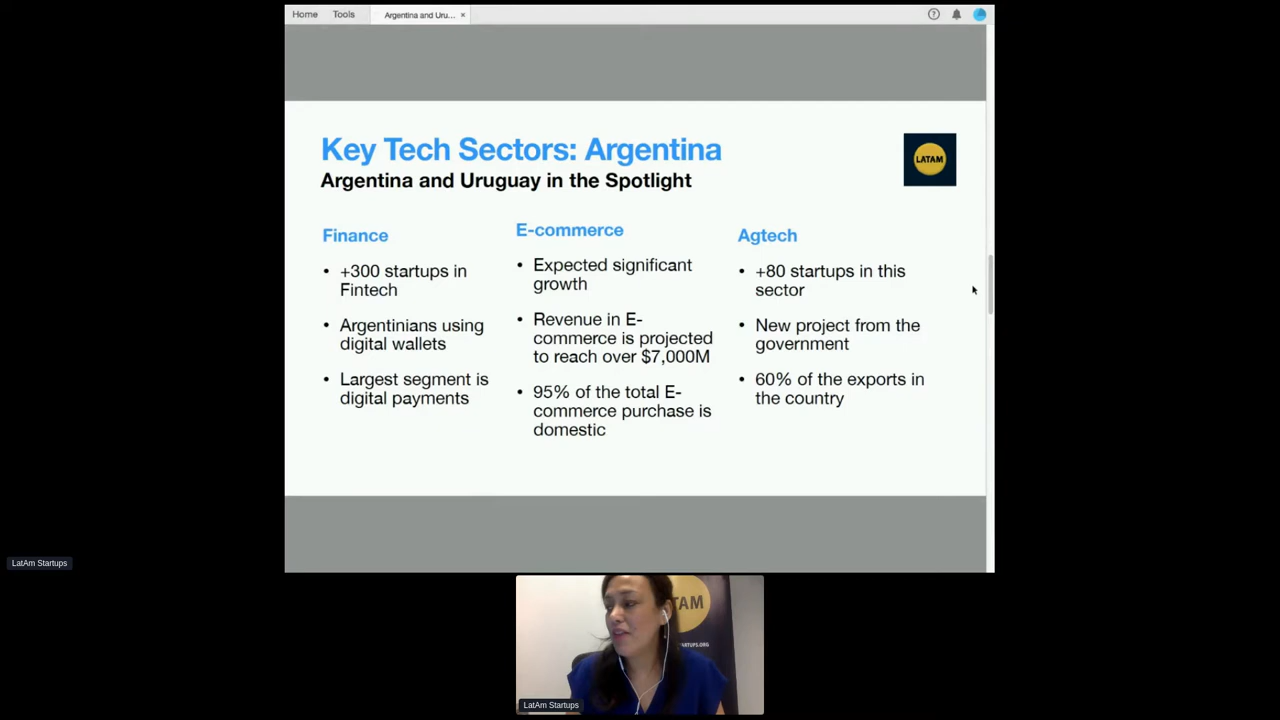 Home Tools Argentina and Uru... ×
?
Key Tech Sectors: Argentina
Argentina and Uruguay in the Spotlight
LATAM
Finance
• +300 startups in
Fintech
• Argentinians using
digital wallets
• Largest segment is
digital payments
E-commerce
• Expected significant
growth
• Revenue in E-
commerce is projected
to reach over $7,000M
• 95% of the total E-
commerce purchase is
domestic
Agtech
• +80 startups in this
sector
• New project from the
government
• 60% of the exports in
the country
LatAm Startups
TAM
ARTUPS.ORG
LatAm Startups